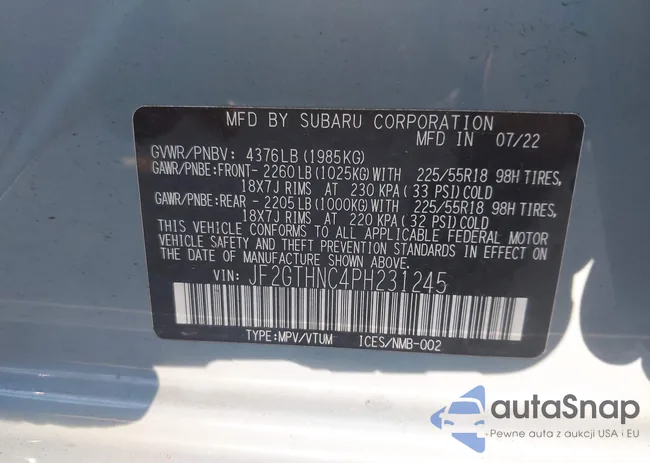 MFD BY SUBARU CORPORATION
MFD IN 07/22
GVWR/PNBV: 4376LB (1985KG)
GAWR/PNBE:FRONT- 2260LB (1025KG)WITH 225/55R18 98H TIRES,
18X7J RIMS AT 230 KPA (33 PSI) COLD
GAWR/PNBE:REAR - 2205LB (1000KG)WITH 225/55R18 98H TIRES,
18X7J RIMS AT 220 KPA (32 PSI) COLD
THIS VEHICLE CONFORMS TO ALL APPLICABLE FEDERAL MOTOR
VEHICLE SAFETY AND THEFT PREVENTION STANDARDS IN EFFECT ON
THE DATE OF MANUFACTURE SHOWN ABOVE.
VIN: JF2GTHNC4PH231245
TYPE:MPV/VTUM ICES/NMB-002
autaSnap
Pewne auta z aukcji USA i EU